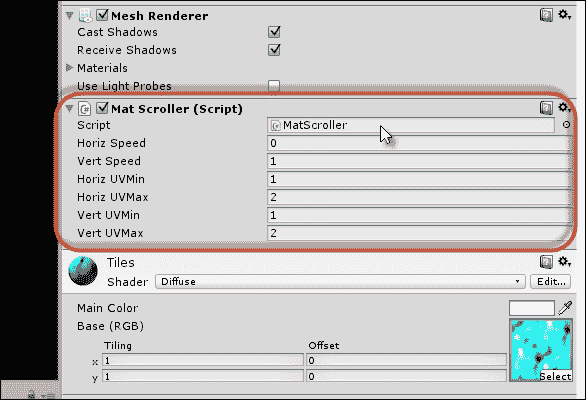 Mesh Renderer
Cast Shadows
Receive Shadows
Materials
Use Light Probes
Mat Scroller (Script)
Script MatScroller
Horiz Speed 0
Vert Speed 1
Horiz UVMin 1
Horiz UVMax 2
Vert UVMin 1
Vert UVMax 2
Tiles
Shader Diffuse Edit...
Main Color
Base (RGB)
Tiling Offset
x 1 0
y 1 0
Select